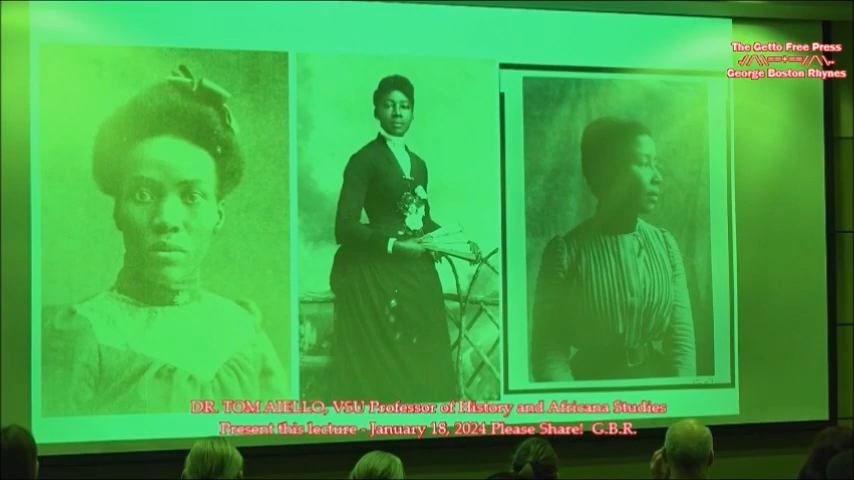 The Getto Free Press
-//\\=+=//\\.
George Boston Rhynes
DR. TOM AIELLO, VSU Professor of History and Africana Studies
Present this lecture - January 18, 2024 Please Share! G.B.R.